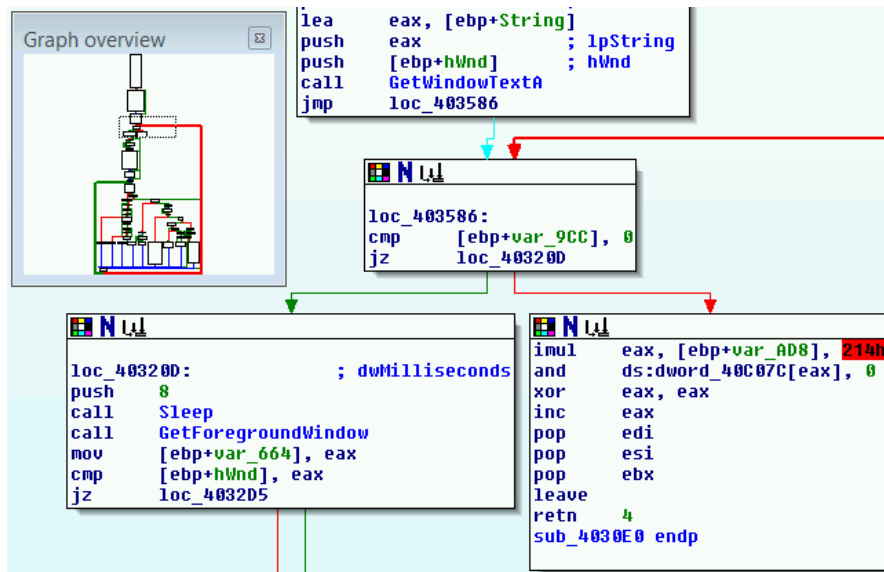 Graph overview
lea eax, [ebp+String]
push eax ; lpString
push [ebp+hWnd] ; hWnd
call GetWindowTextA
jmp loc_403586
loc_403586:
cmp [ebp+var_9CC], 0
jz loc_40320D
loc_40320D: ; dwMilliseconds
push 8
call Sleep
call GetForegroundWindow
mov [ebp+var_664], eax
cmp [ebp+hWnd], eax
jz loc_4032D5
imul eax, [ebp+var_AD8], 214h
and ds:dword_40C07C[eax], 0
xor eax, eax
inc eax
pop edi
pop esi
pop ebx
leave
retn 4
sub_4030E0 endp